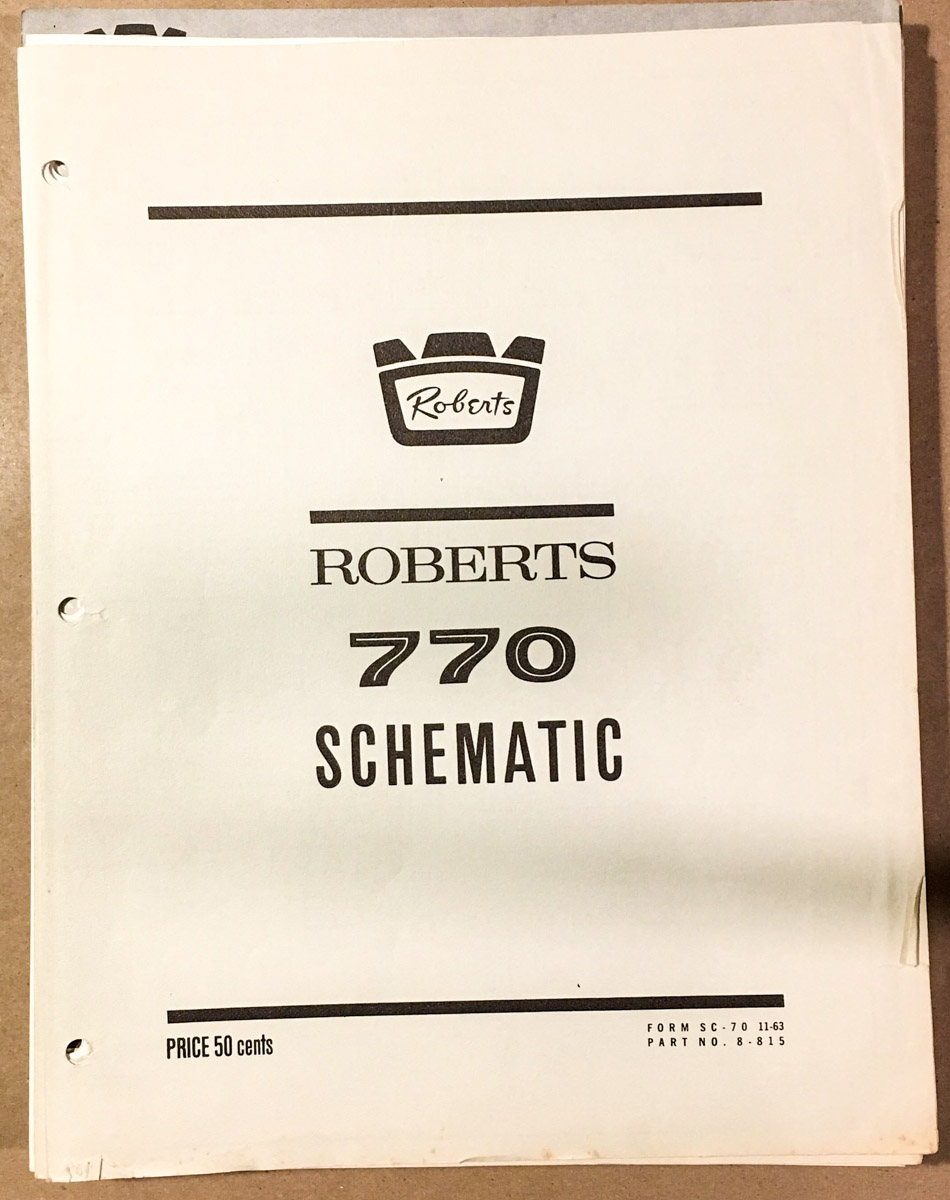 Roberts
ROBERTS
770
SCHEMATIC
PRICE 50 cents
FORM SC-70 11-63
PART NO. 8-815